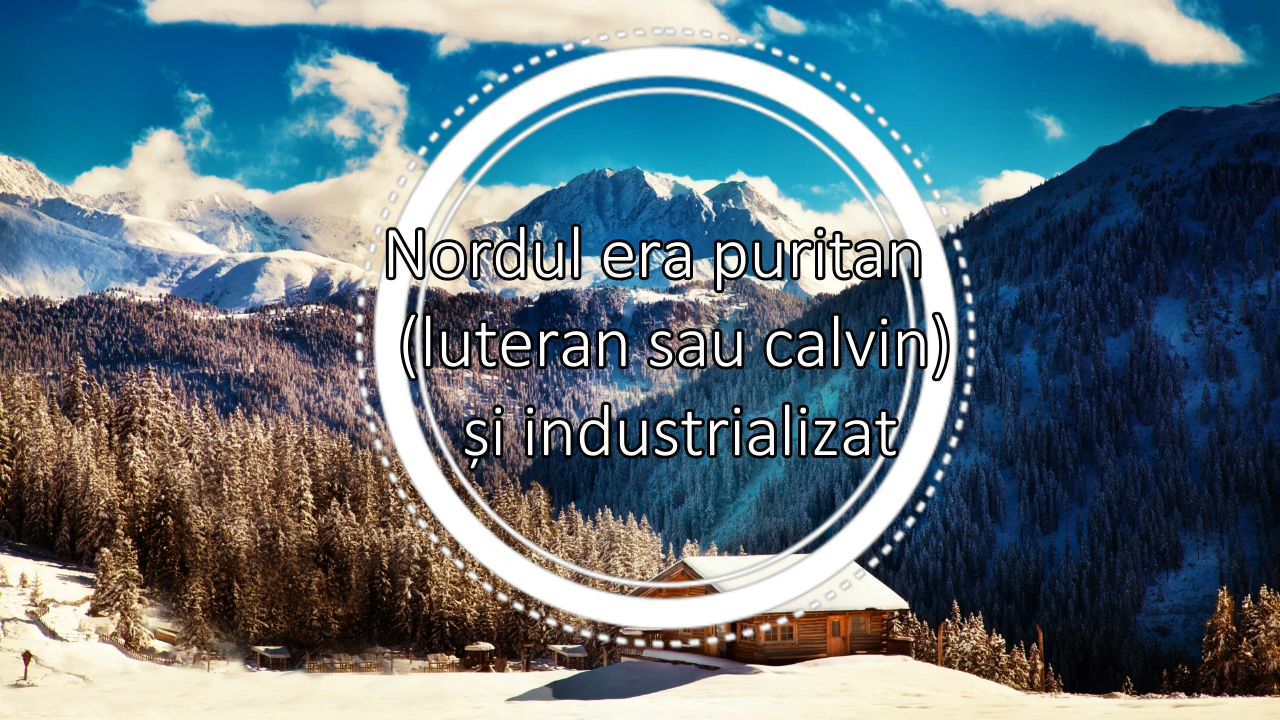 Nordul era puritan
(luteran sau calvin)
și industrializat